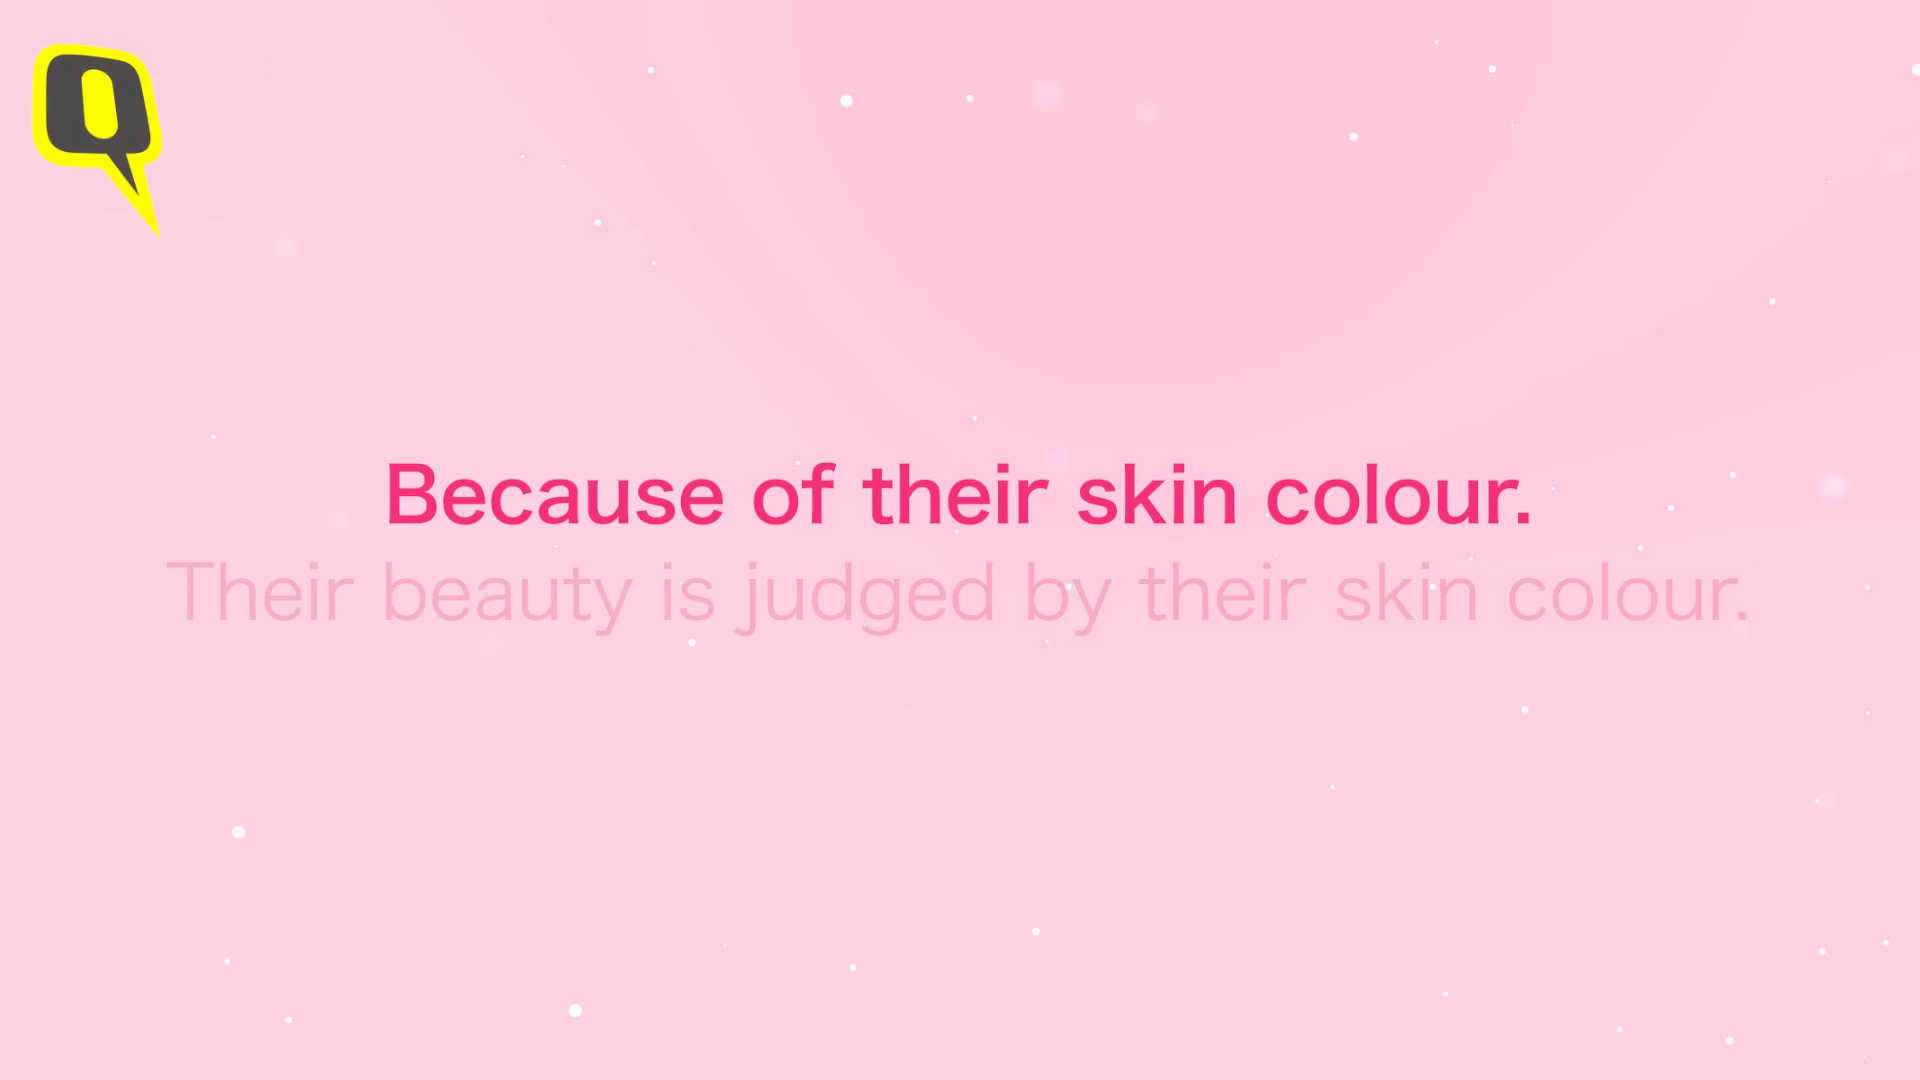 Q
Because of their skin colour.
Their beauty is judged by their skin colour.